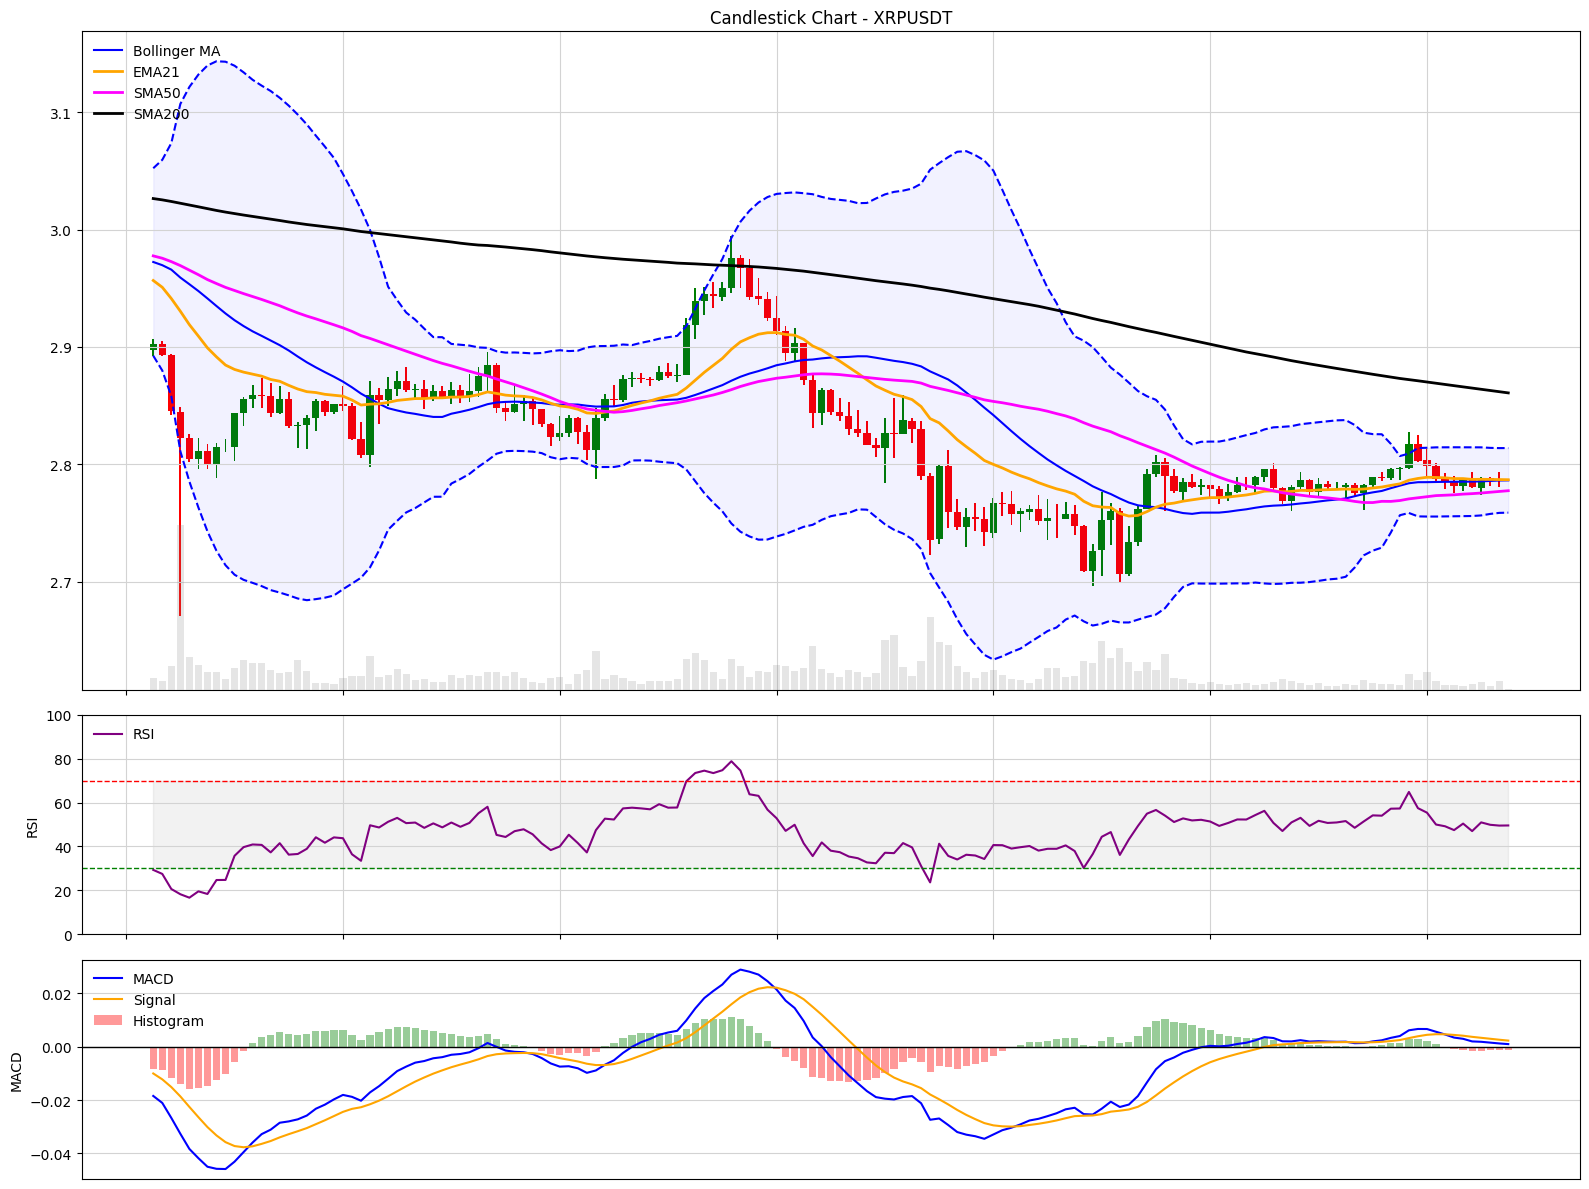 Candlestick Chart - XRPUSDT
Bollinger MA
EMA21
SMA50
SMA200
3.1
3.0
2.9
2.8
2.7
RSI
100
80
60
40
20
0
RSI
MACD
Signal
Histogram
0.02
0.00
−0.02
−0.04
MACD